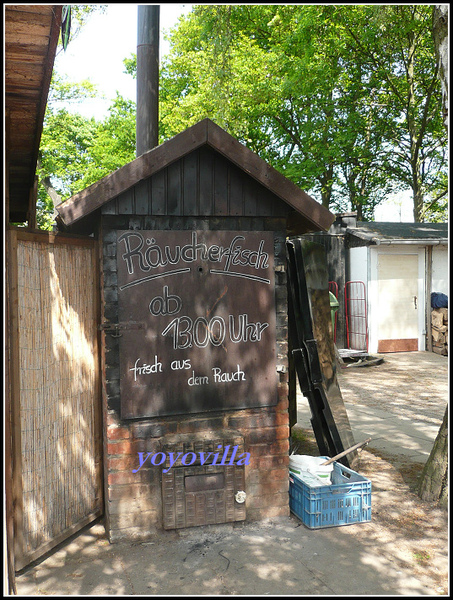 Räucherfisch
ab
13.00 Uhr
frisch aus
dem Rauch
yoyovilla